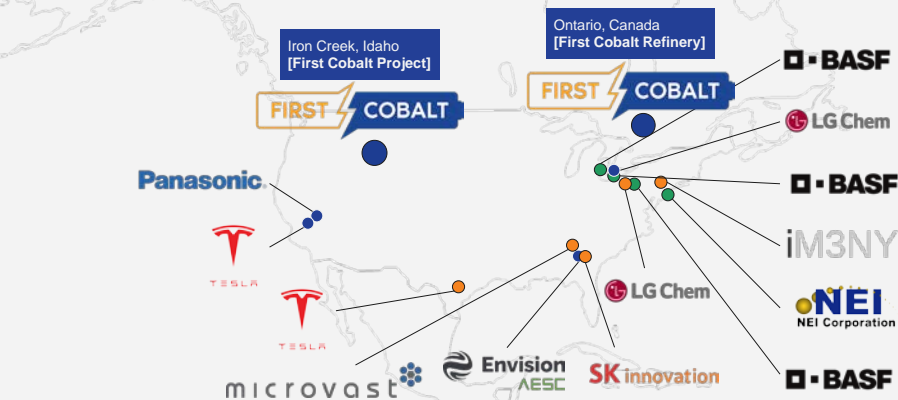 Ontario, Canada
[First Cobalt Refinery]
Iron Creek, Idaho
[First Cobalt Project]
BASF
FIRST COBALT
FIRST COBALT
LG Chem
Panasonic
BASF
TESLA
iM3NY
LG Chem
NEI
NEI Corporation
TESLA
Envision
AESC
SK innovation
microvast
BASF